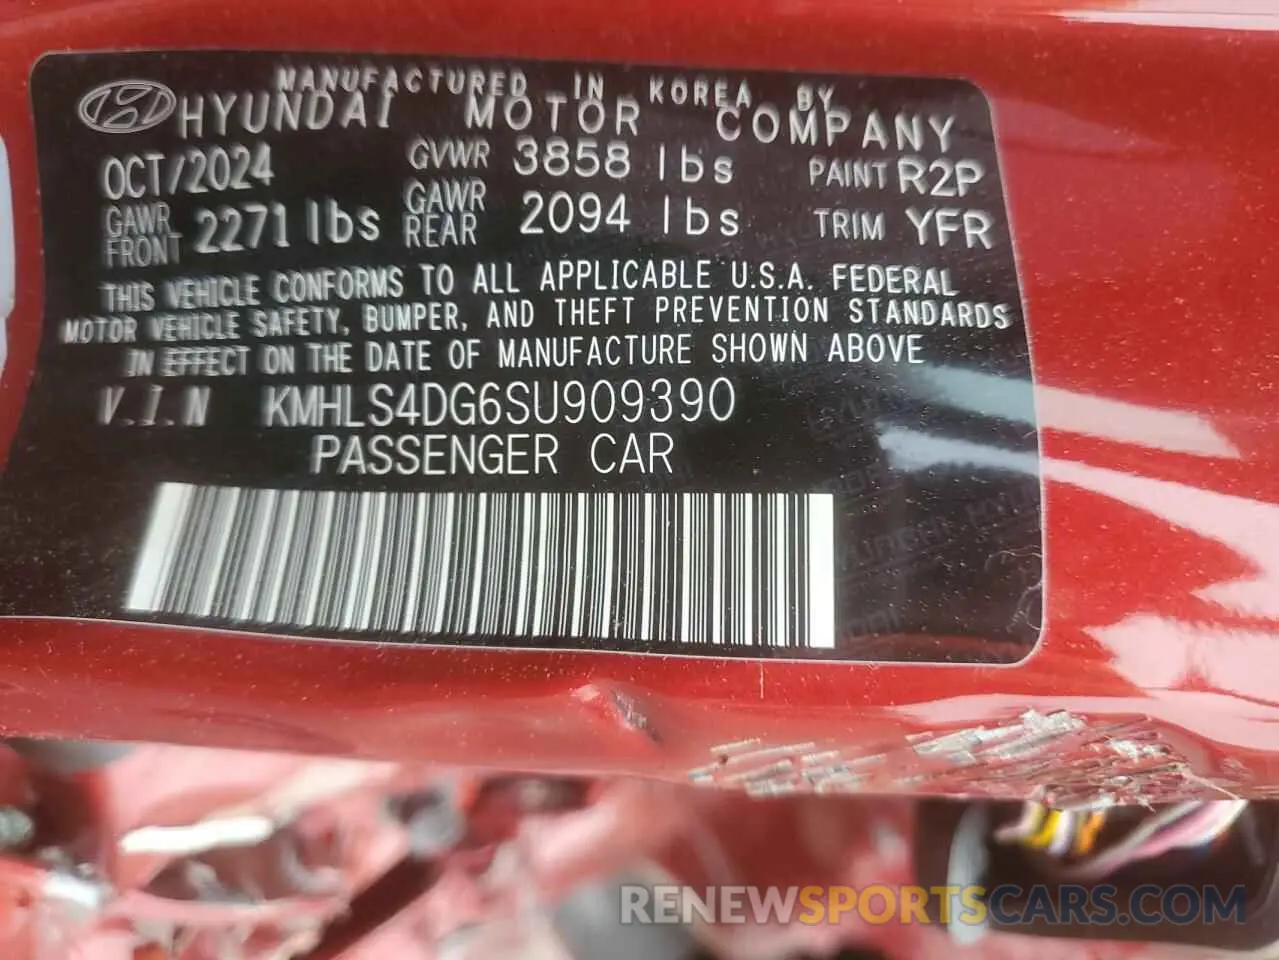 MANUFACTURED IN KOREA BY
HYUNDAI MOTOR COMPANY
OCT/2024 GVWR 3858 lbs PAINT R2P
GAWR FRONT 2271 lbs GAWR REAR 2094 lbs TRIM YFR
THIS VEHICLE CONFORMS TO ALL APPLICABLE U.S.A. FEDERAL
MOTOR VEHICLE SAFETY, BUMPER, AND THEFT PREVENTION STANDARDS
IN EFFECT ON THE DATE OF MANUFACTURE SHOWN ABOVE
V.I.N KMHLS4DG6SU909390
PASSENGER CAR
RENEWSPORTSCARS.COM